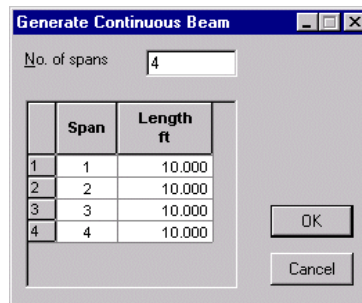 Generate Continuous Beam
No. of spans 4
Span Length ft
1 1 10.000
2 2 10.000
3 3 10.000
4 4 10.000
OK
Cancel